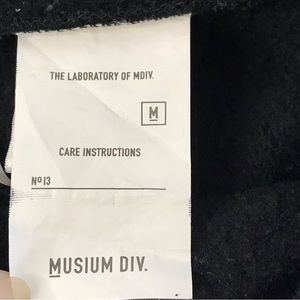 THE LABORATORY OF MDIV.
M
CARE INSTRUCTIONS
Nº13
MUSIUM DIV.